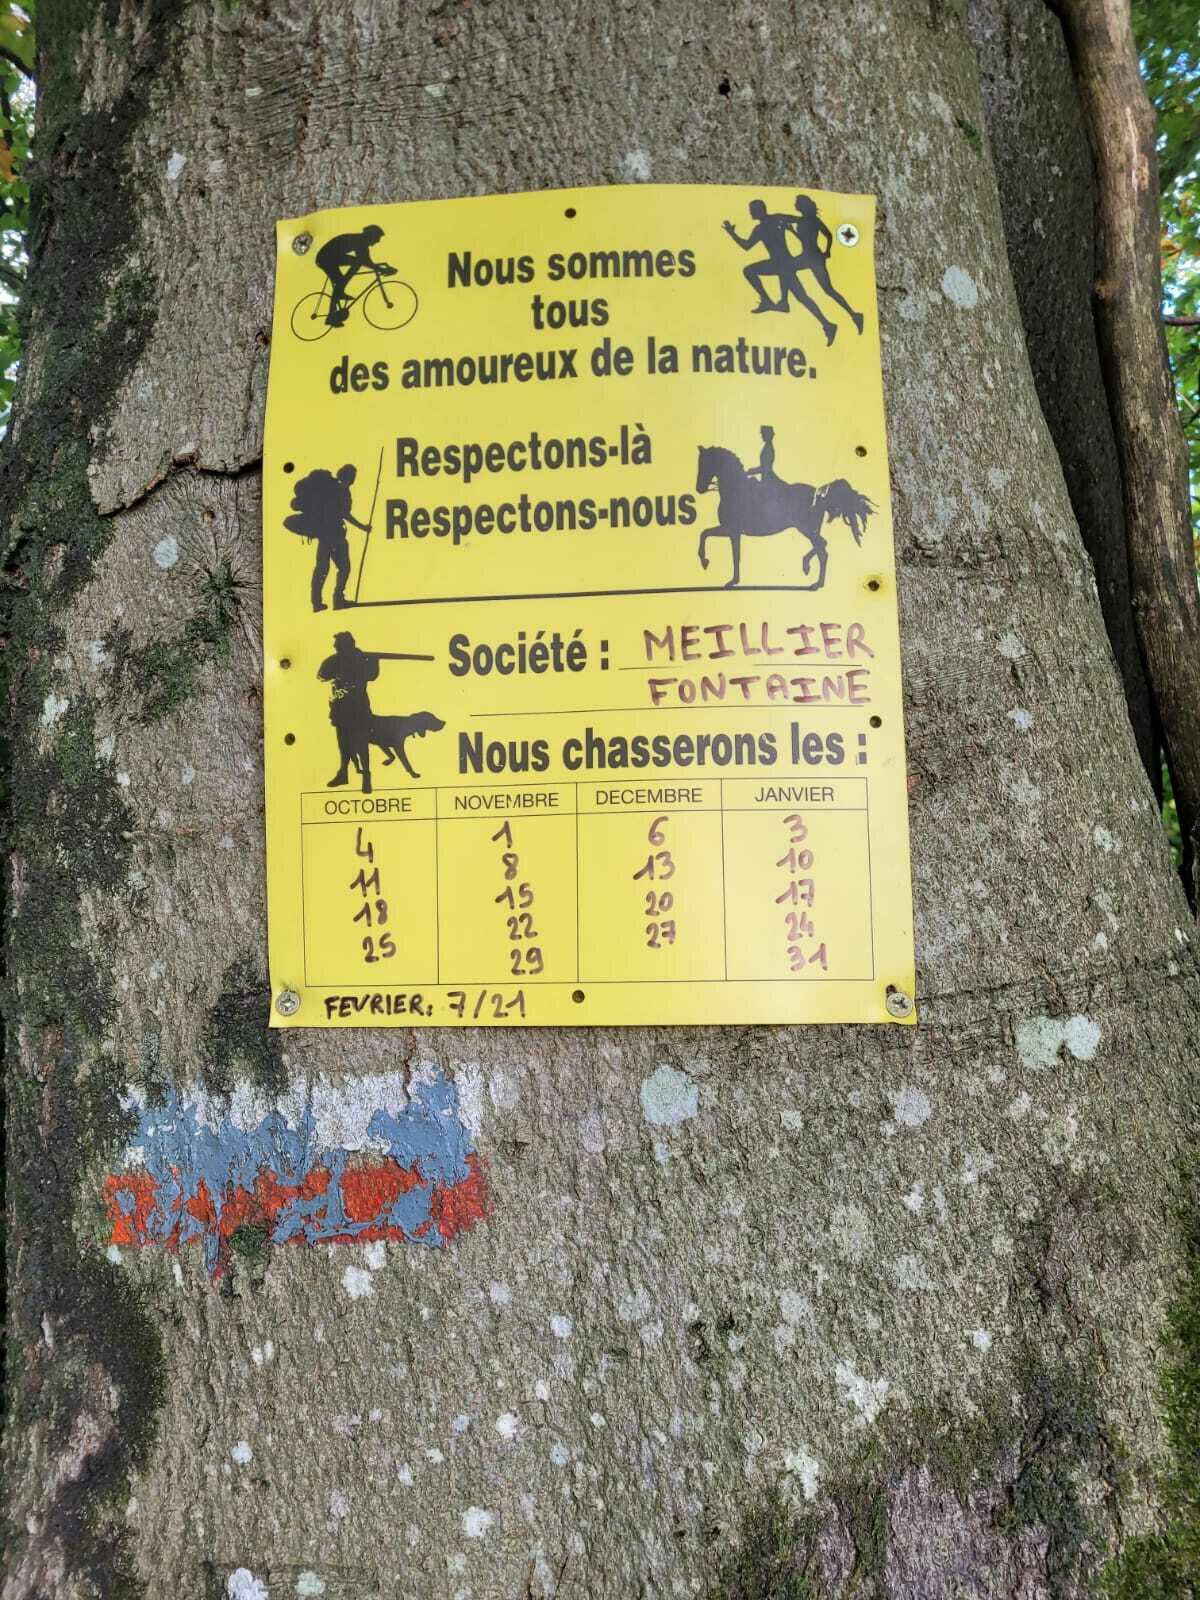 Nous sommes
tous
des amoureux de la nature.
Respectons-là
Respectons-nous
Société : MEILLIER
FONTAINE
Nous chasserons les :
OCTOBRE NOVEMBRE DECEMBRE JANVIER
4 1 6 3
11 8 13 10
18 15 20 17
25 22 27 24
29 31
FEVRIER: 7/21